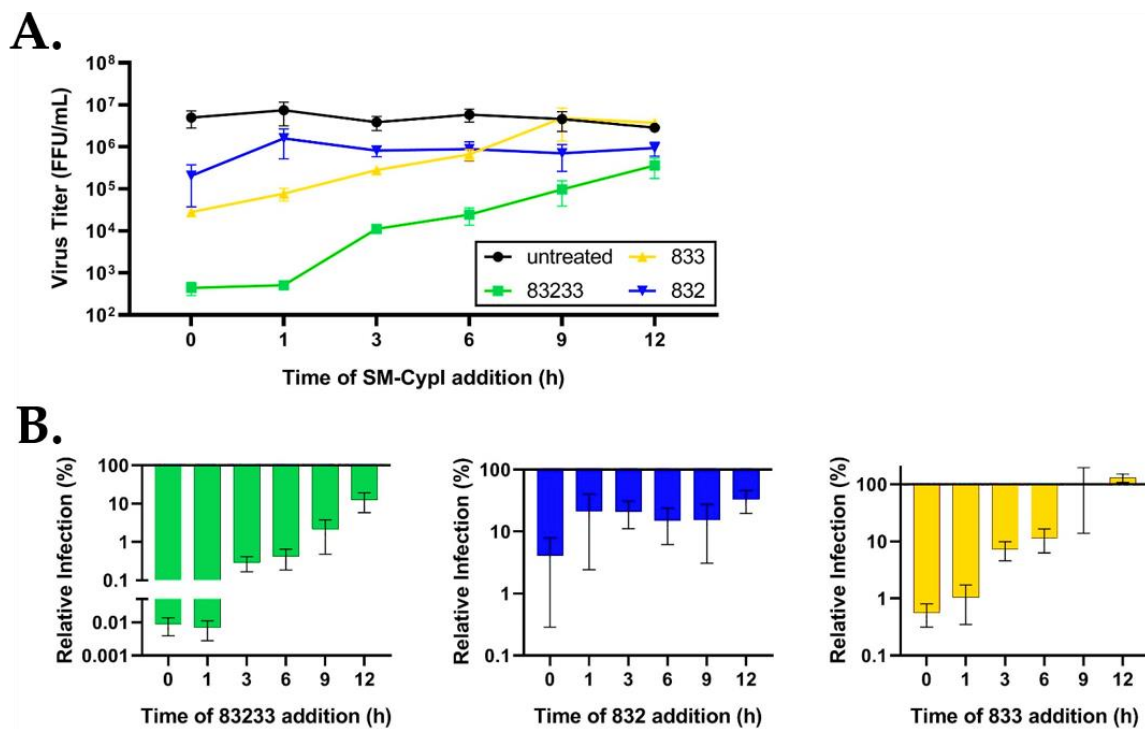 A.
Virus Titer (FFU/mL)
10⁸
10⁷
10⁶
10⁵
10⁴
10³
10²
untreated
833
83233
832
0 1 3 6 9 12
Time of SM-CypI addition (h)
B.
Relative Infection (%)
100
10
1
0.1
0.01
0.001
0 1 3 6 9 12
Time of 83233 addition (h)
Relative Infection (%)
100
10
1
0.1
0 1 3 6 9 12
Time of 832 addition (h)
Relative Infection (%)
100
10
1
0.1
0 1 3 6 9 12
Time of 833 addition (h)